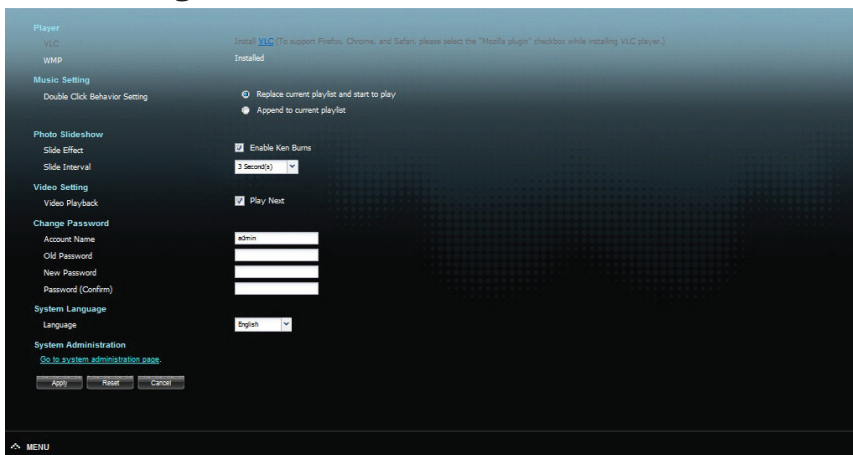 Player
VLC Install VLC (To support Firefox, Chrome, and Safari, please select the "Mozilla plugin" checkbox while installing VLC player.)
WMP Installed
Music Setting
Double Click Behavior Setting Replace current playlist and start to play
Append to current playlist
Photo Slideshow
Slide Effect Enable Ken Burns
Slide Interval 3 Second(s)
Video Setting
Video Playback Play Next
Change Password
Account Name admin
Old Password
New Password
Password (Confirm)
System Language
Language English
System Administration
Go to system administration page.
Apply Reset Cancel
MENU